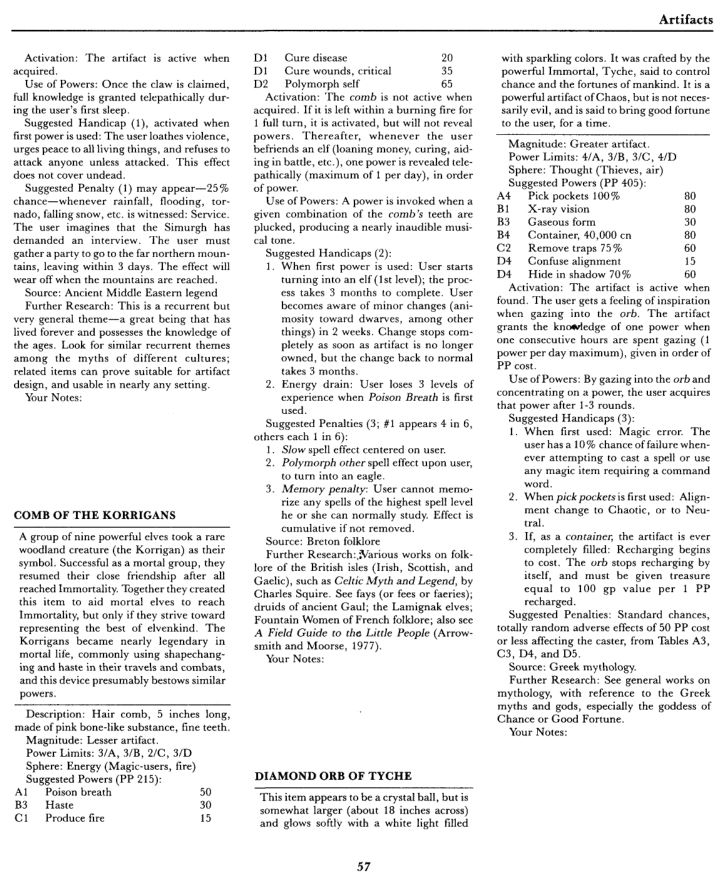 Artifacts
Activation: The artifact is active when
acquired.
Use of Powers: Once the claw is claimed,
full knowledge is granted telepathically dur-
ing the user's first sleep.
Suggested Handicap (1), activated when
first power is used: The user loathes violence,
urges peace to all living things, and refuses to
attack anyone unless attacked. This effect
does not cover undead.
Suggested Penalty (1) may appear—25%
chance—whenever rainfall, flooding, tor-
nado, falling snow, etc. is witnessed: Service.
The user imagines that the Simurgh has
demanded an interview. The user must
gather a party to go to the far northern moun-
tains, leaving within 3 days. The effect will
wear off when the mountains are reached.
Source: Ancient Middle Eastern legend
Further Research: This is a recurrent but
very general theme—a great being that has
lived forever and possesses the knowledge of
the ages. Look for similar recurrent themes
among the myths of different cultures;
related items can prove suitable for artifact
design, and usable in nearly any setting.
Your Notes:
COMB OF THE KORRIGANS
A group of nine powerful elves took a rare
woodland creature (the Korrigan) as their
symbol. Successful as a mortal group, they
resumed their close friendship after all
reached Immortality. Together they created
this item to aid mortal elves to reach
Immortality, but only if they strive toward
representing the best of elvenkind. The
Korrigans became nearly legendary in
mortal life, commonly using shapechang-
ing and haste in their travels and combats,
and this device presumably bestows similar
powers.
Description: Hair comb, 5 inches long,
made of pink bone-like substance, fine teeth.
Magnitude: Lesser artifact.
Power Limits: 3/A, 3/B, 2/C, 3/D
Sphere: Energy (Magic-users, fire)
Suggested Powers (PP 215):
A1 Poison breath 50
B3 Haste 30
C1 Produce fire 15
D1 Cure disease 20
D1 Cure wounds, critical 35
D2 Polymorph self 65
Activation: The comb is not active when
acquired. If it is left within a burning fire for
1 full turn, it is activated, but will not reveal
powers. Thereafter, whenever the user
befriends an elf (loaning money, curing, aid-
ing in battle, etc.), one power is revealed tele-
pathically (maximum of 1 per day), in order
of power.
Use of Powers: A power is invoked when a
given combination of the comb's teeth are
plucked, producing a nearly inaudible musi-
cal tone.
Suggested Handicaps (2):
1. When first power is used: User starts
turning into an elf (1st level); the pro-
cess takes 3 months to complete. User
becomes aware of minor changes (ani-
mosity toward dwarves, among other
things) in 2 weeks. Change stops com-
pletely as soon as artifact is no longer
owned, but the change back to normal
takes 3 months.
2. Energy drain: User loses 3 levels of
experience when Poison Breath is first
used.
Suggested Penalties (3; #1 appears 4 in 6,
others each 1 in 6):
1. Slow spell effect centered on user.
2. Polymorph other spell effect upon user,
to turn into an eagle.
3. Memory penalty: User cannot memo-
rize any spells of the highest spell level
he or she can normally study. Effect is
cumulative if not removed.
Source: Breton folklore
Further Research: Various works on folk-
lore of the British isles (Irish, Scottish, and
Gaelic), such as Celtic Myth and Legend, by
Charles Squire. See fays (or fees or faeries);
druids of ancient Gaul; the Lamignak elves;
Fountain Women of French folklore; also see
A Field Guide to the Little People (Arrow-
smith and Moorse, 1977).
Your Notes:
DIAMOND ORB OF TYCHE
This item appears to be a crystal ball, but is
somewhat larger (about 18 inches across)
and glows softly with a white light filled
with sparkling colors. It was crafted by the
powerful Immortal, Tyche, said to control
chance and the fortunes of mankind. It is a
powerful artifact of Chaos, but is not neces-
sarily evil, and is said to bring good fortune
to the user, for a time.
Magnitude: Greater artifact.
Power Limits: 4/A, 3/B, 3/C, 4/D
Sphere: Thought (Thieves, air)
Suggested Powers (PP 405):
A4 Pick pockets 100% 80
B1 X-ray vision 80
B3 Gaseous form 30
B4 Container, 40,000 cn 80
C2 Remove traps 75% 60
D4 Confuse alignment 15
D4 Hide in shadow 70% 60
Activation: The artifact is active when
found. The user gets a feeling of inspiration
when gazing into the orb. The artifact
grants the knowledge of one power when
one consecutive hours are spent gazing (1
power per day maximum), given in order of
PP cost.
Use of Powers: By gazing into the orb and
concentrating on a power, the user acquires
that power after 1-3 rounds.
Suggested Handicaps (3):
1. When first used: Magic error. The
user has a 10% chance of failure when-
ever attempting to cast a spell or use
any magic item requiring a command
word.
2. When pick pockets is first used: Align-
ment change to Chaotic, or to Neu-
tral.
3. If, as a container, the artifact is ever
completely filled: Recharging begins
to cost. The orb stops recharging by
itself, and must be given treasure
equal to 100 gp value per 1 PP
recharged.
Suggested Penalties: Standard chances,
totally random adverse effects of 50 PP cost
or less affecting the caster, from Tables A3,
C3, D4, and D5.
Source: Greek mythology.
Further Research: See general works on
mythology, with reference to the Greek
myths and gods, especially the goddess of
Chance or Good Fortune.
Your Notes:
57